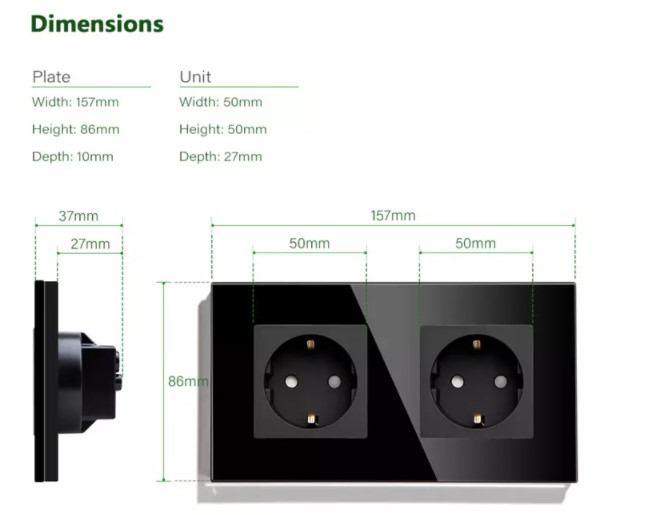 Dimensions
Plate
Width: 157mm
Height: 86mm
Depth: 10mm
Unit
Width: 50mm
Height: 50mm
Depth: 27mm
37mm
27mm
157mm
50mm
50mm
86mm